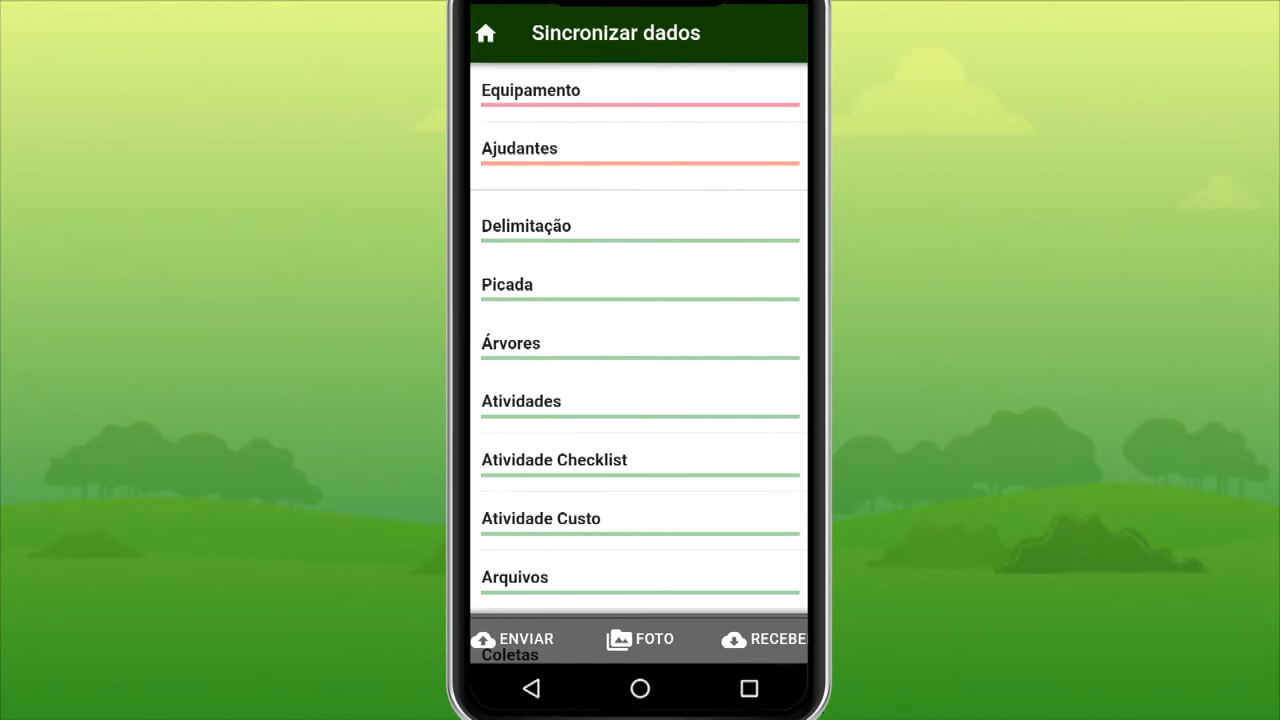 Sincronizar dados
Equipamento
Ajudantes
Delimitação
Picada
Árvores
Atividades
Atividade Checklist
Atividade Custo
Arquivos
ENVIAR FOTO RECEBE
Coletas